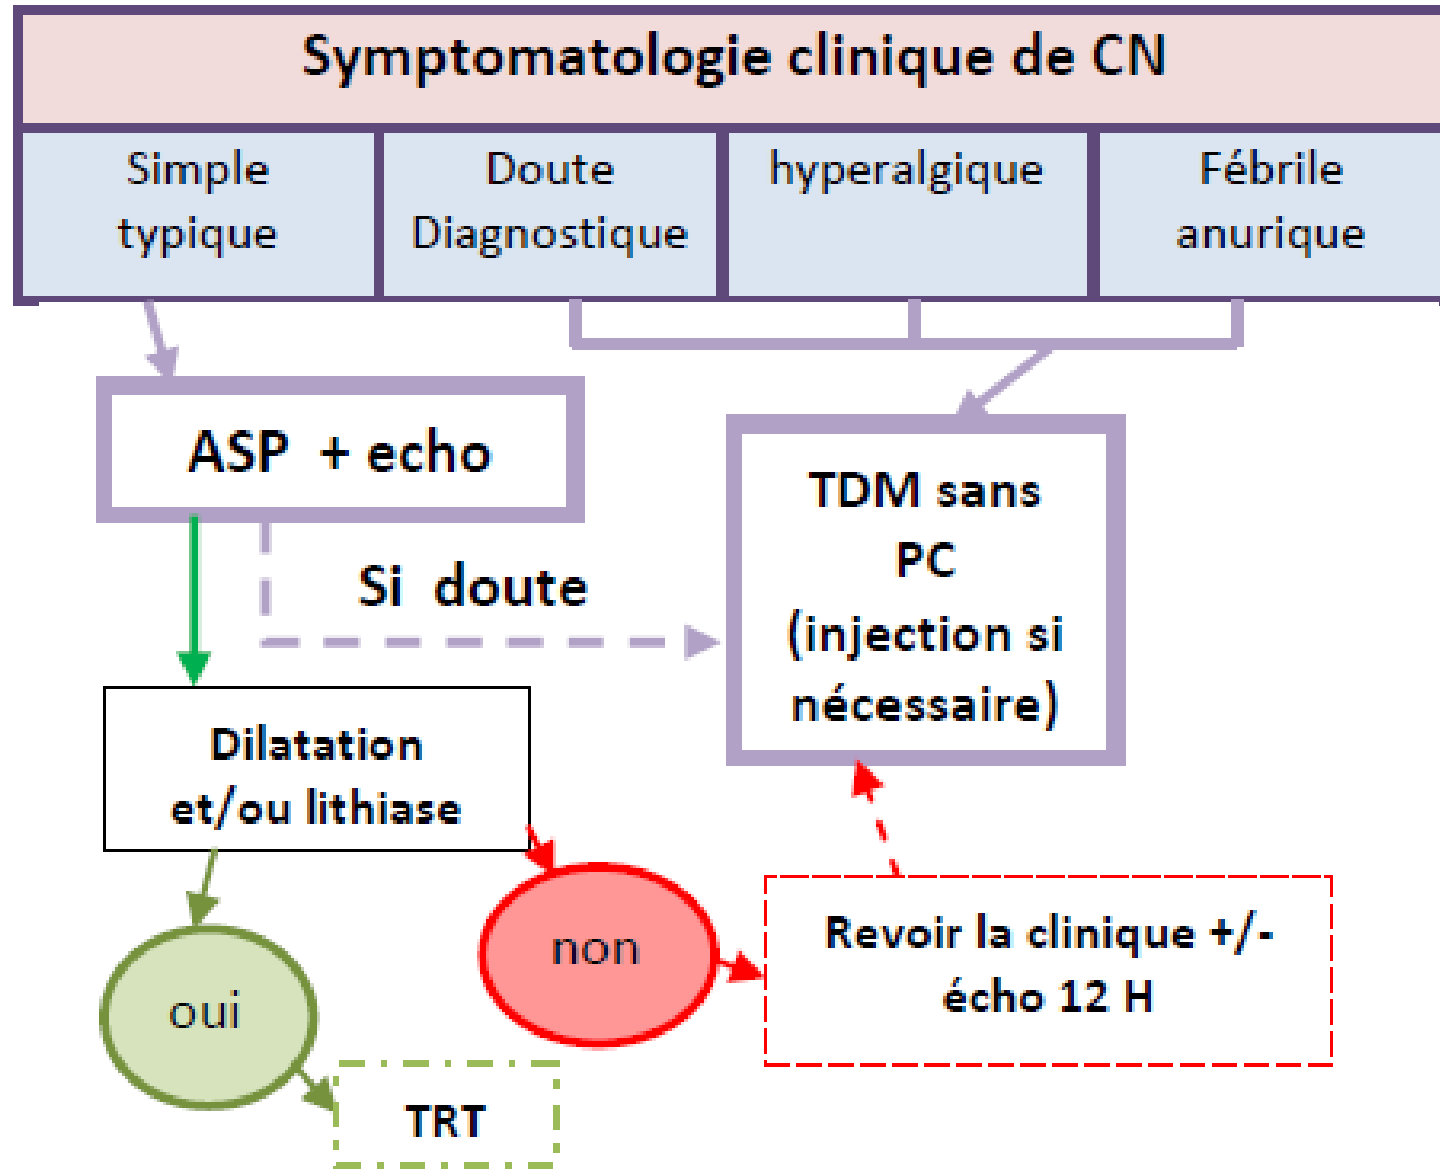 Symptomatologie clinique de CN
Simple
typique
Doute
Diagnostique
hyperalgique
Fébrile
anurique
ASP + echo
TDM sans
PC
(injection si
nécessaire)
Si doute
Dilatation
et/ou lithiase
non
Revoir la clinique +/-
écho 12 H
oui
TRT